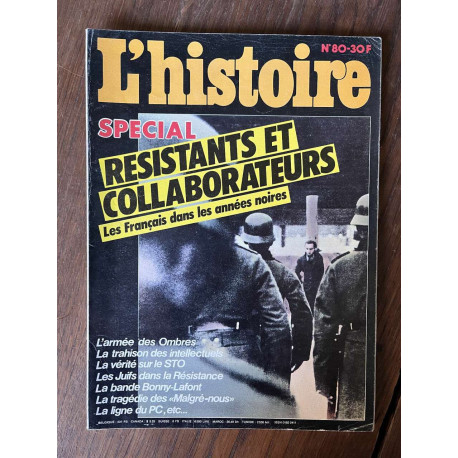 N°80-30F
L'histoire
SPECIAL
RESISTANTS ET
COLLABORATEURS
Les Français dans les années noires
L'armée des Ombres
La trahison des intellectuels
La vérité sur le STO
Les Juifs dans la Résistance
La bande Bonny-Lafont
La tragédie des «Malgré-nous»
La ligne du PC, etc...